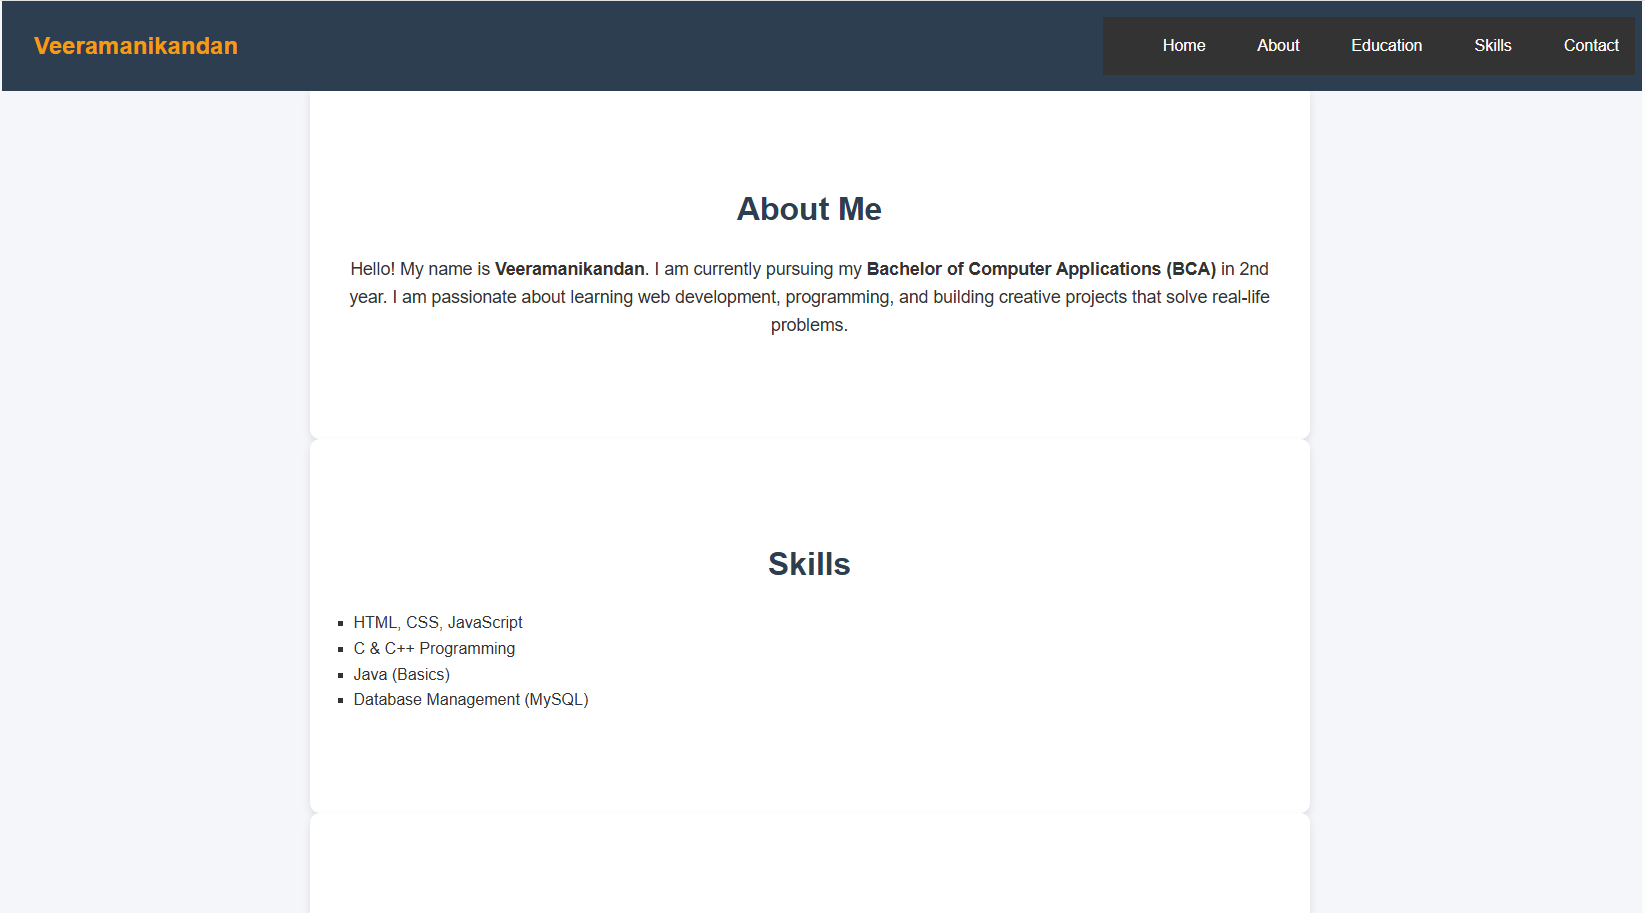 Veeramanikandan
Home About Education Skills Contact
About Me
Hello! My name is Veeramanikandan. I am currently pursuing my Bachelor of Computer Applications (BCA) in 2nd
year. I am passionate about learning web development, programming, and building creative projects that solve real-life
problems.
Skills
HTML, CSS, JavaScript
C & C++ Programming
Java (Basics)
Database Management (MySQL)